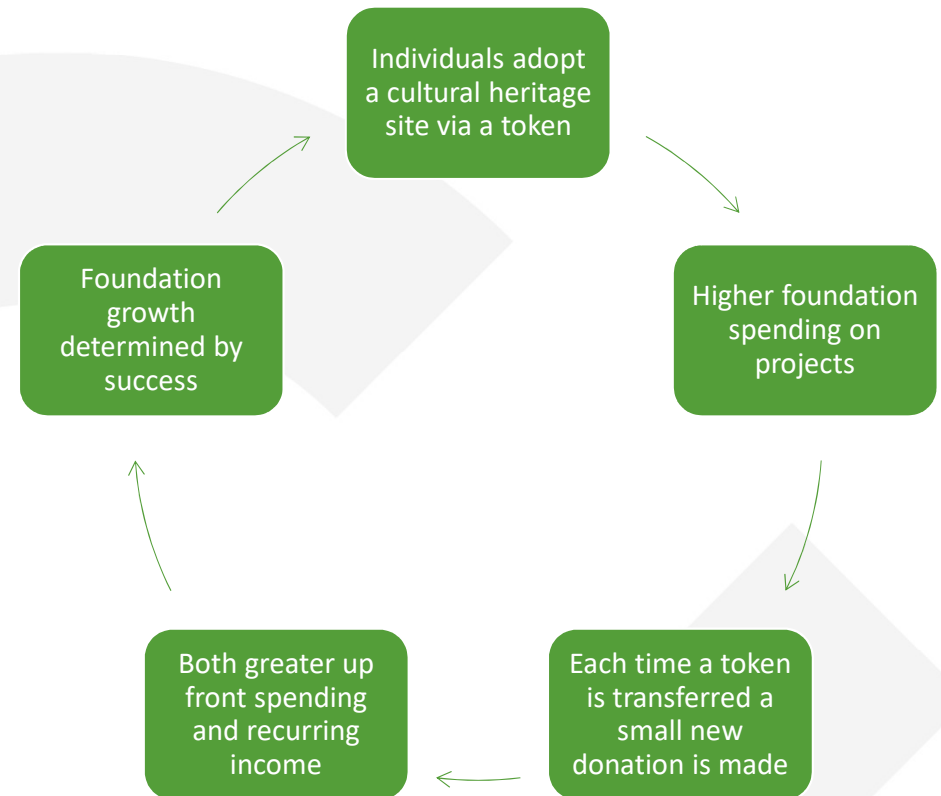 Individuals adopt
a cultural heritage
site via a token
Higher foundation
spending on
projects
Each time a token
is transferred a
small new
donation is made
Both greater up
front spending
and recurring
income
Foundation
growth
determined by
success